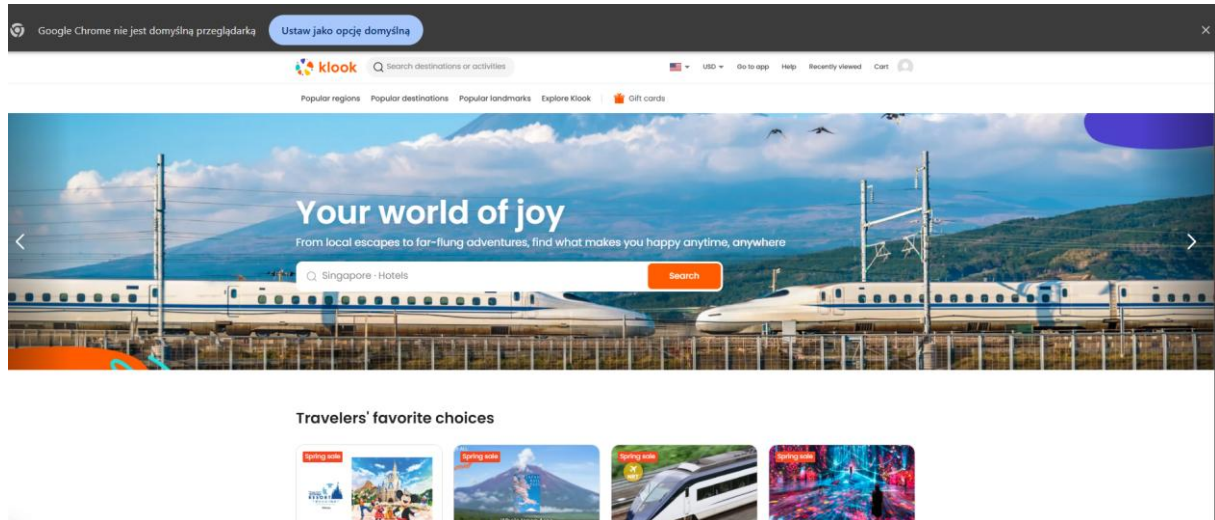 Google Chrome nie jest domyślną przeglądarką Ustaw jako opcję domyślną
klook Search destinations or activities USD Go to app Help Recently viewed Cart
Popular regions Popular destinations Popular landmarks Explore Klook Gift cards
Your world of joy
From local escapes to far-flung adventures, find what makes you happy anytime, anywhere
Singapore - Hotels Search
Travelers' favorite choices
Spring sale Spring sale Spring sale Spring sale